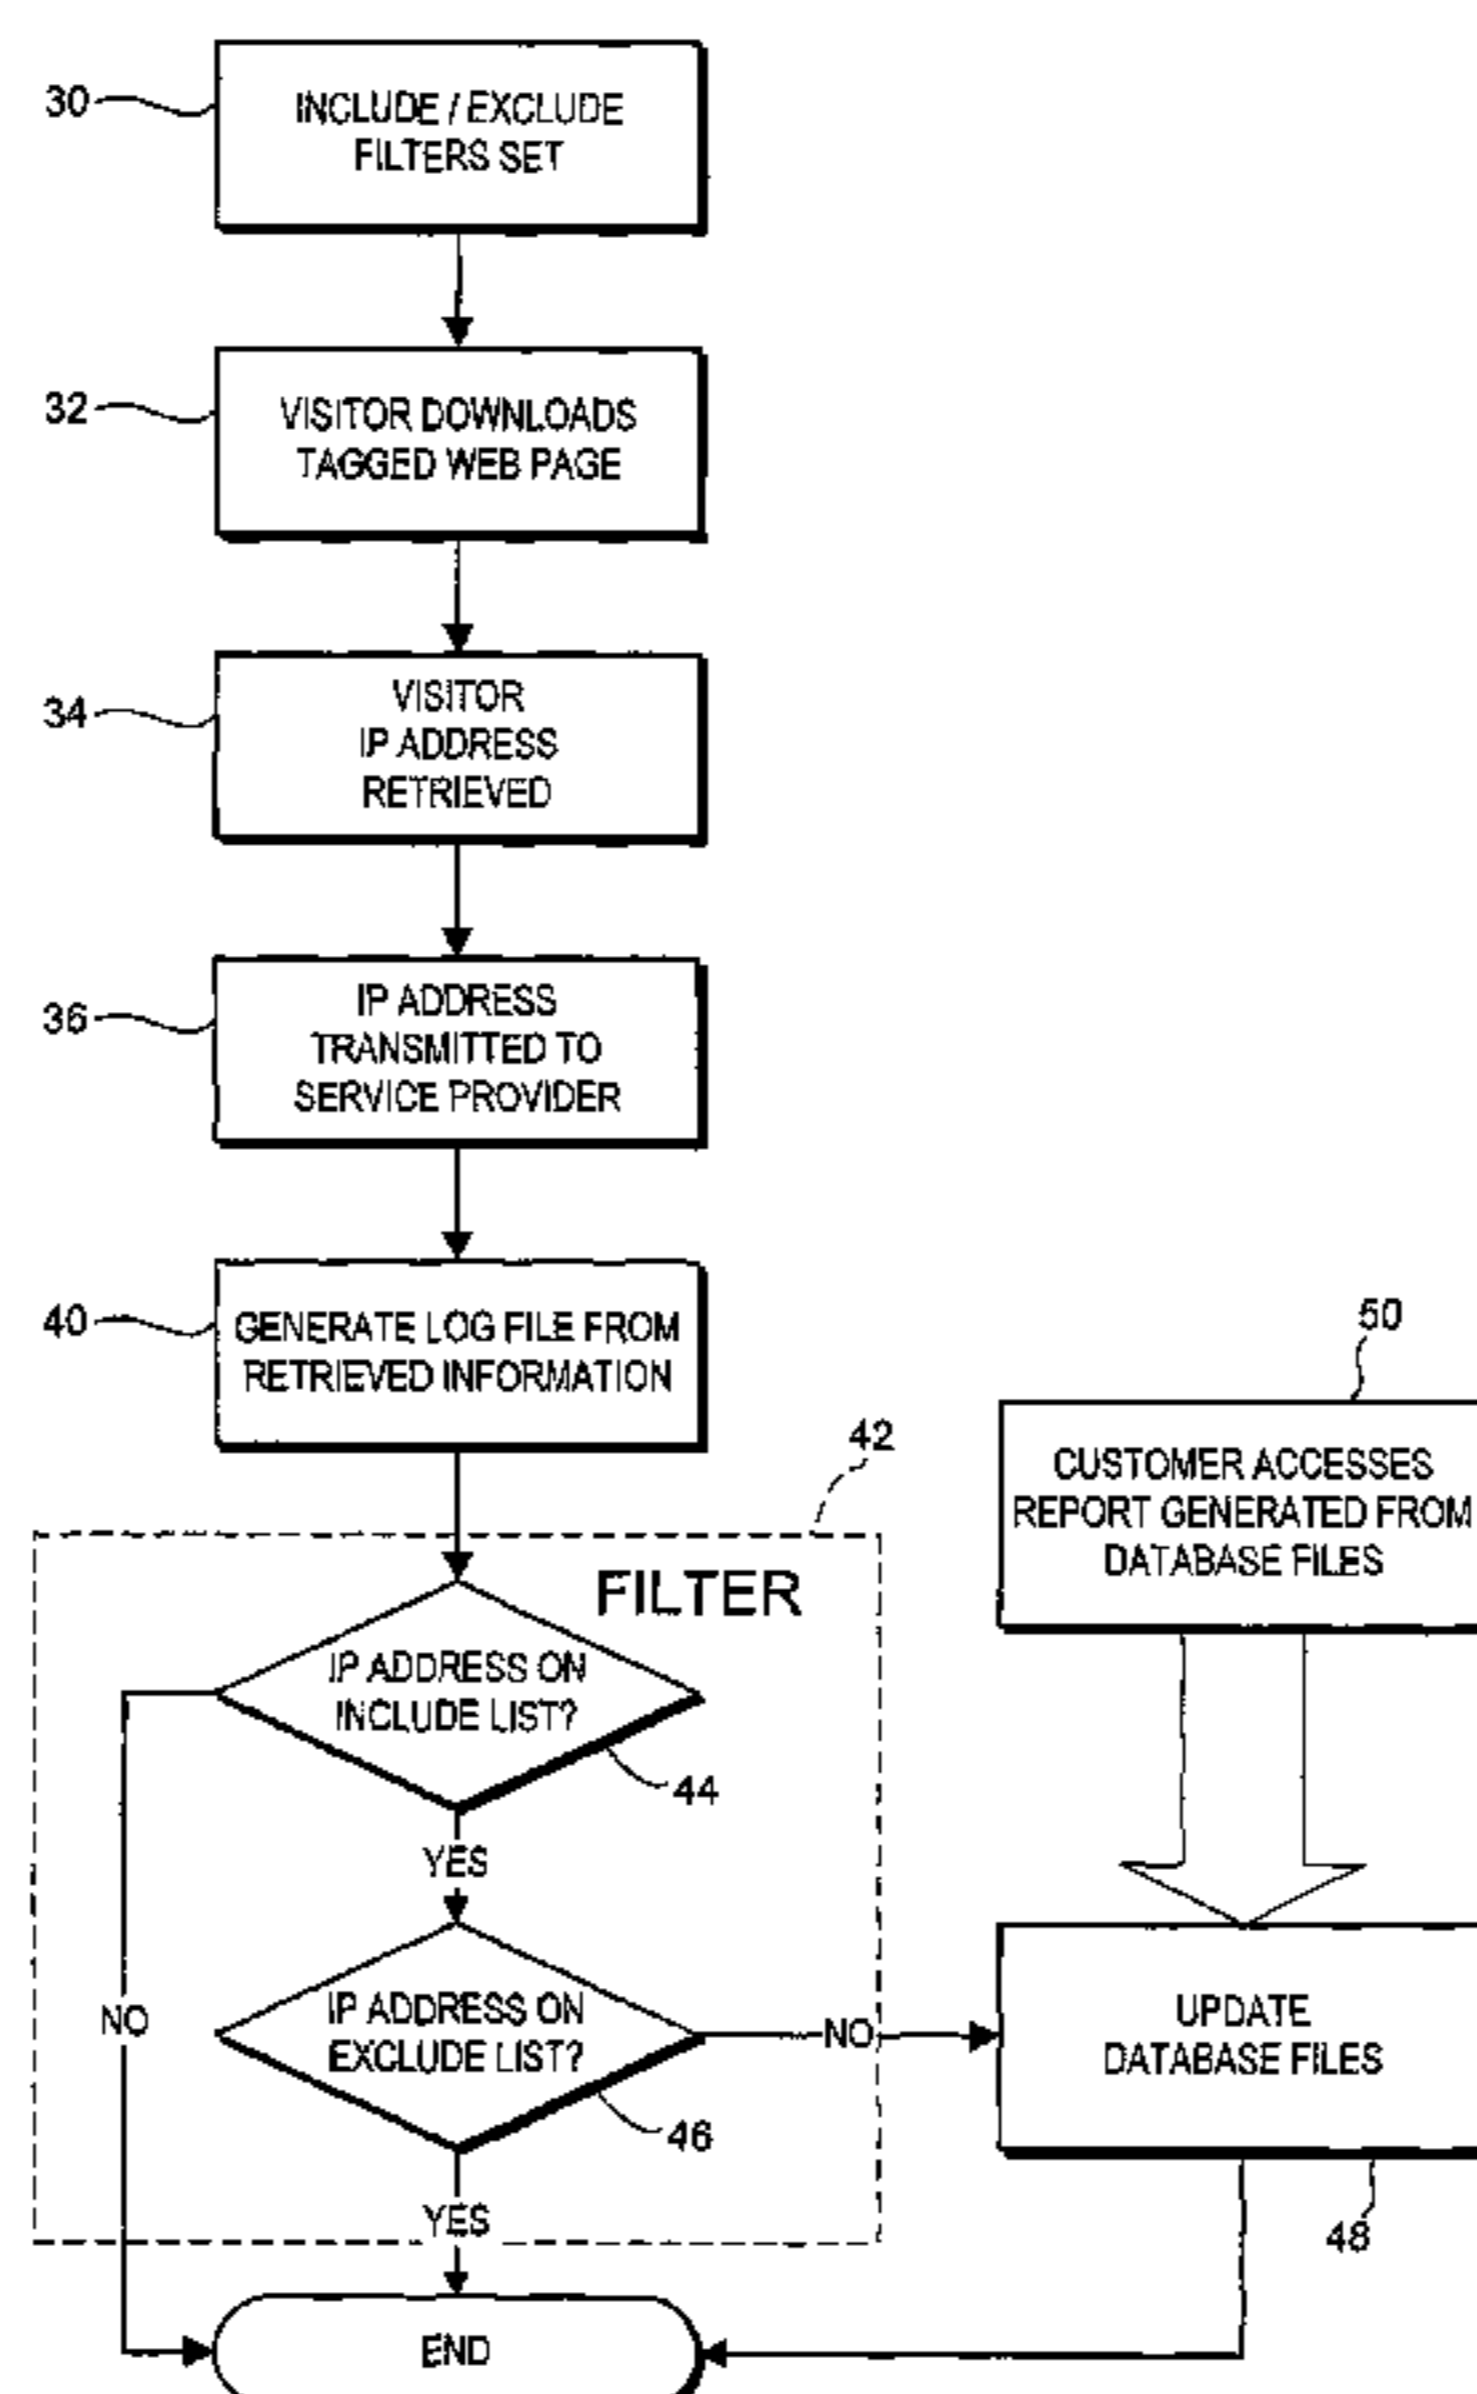 30
INCLUDE / EXCLUDE
FILTERS SET
32
VISITOR DOWNLOADS
TAGGED WEB PAGE
34
VISITOR
IP ADDRESS
RETRIEVED
36
IP ADDRESS
TRANSMITTED TO
SERVICE PROVIDER
40
GENERATE LOG FILE FROM
RETRIEVED INFORMATION
42
FILTER
IP ADDRESS ON
INCLUDE LIST?
44
YES
NO
IP ADDRESS ON
EXCLUDE LIST?
46
NO
YES
50
CUSTOMER ACCESSES
REPORT GENERATED FROM
DATABASE FILES
UPDATE
DATABASE FILES
48
END